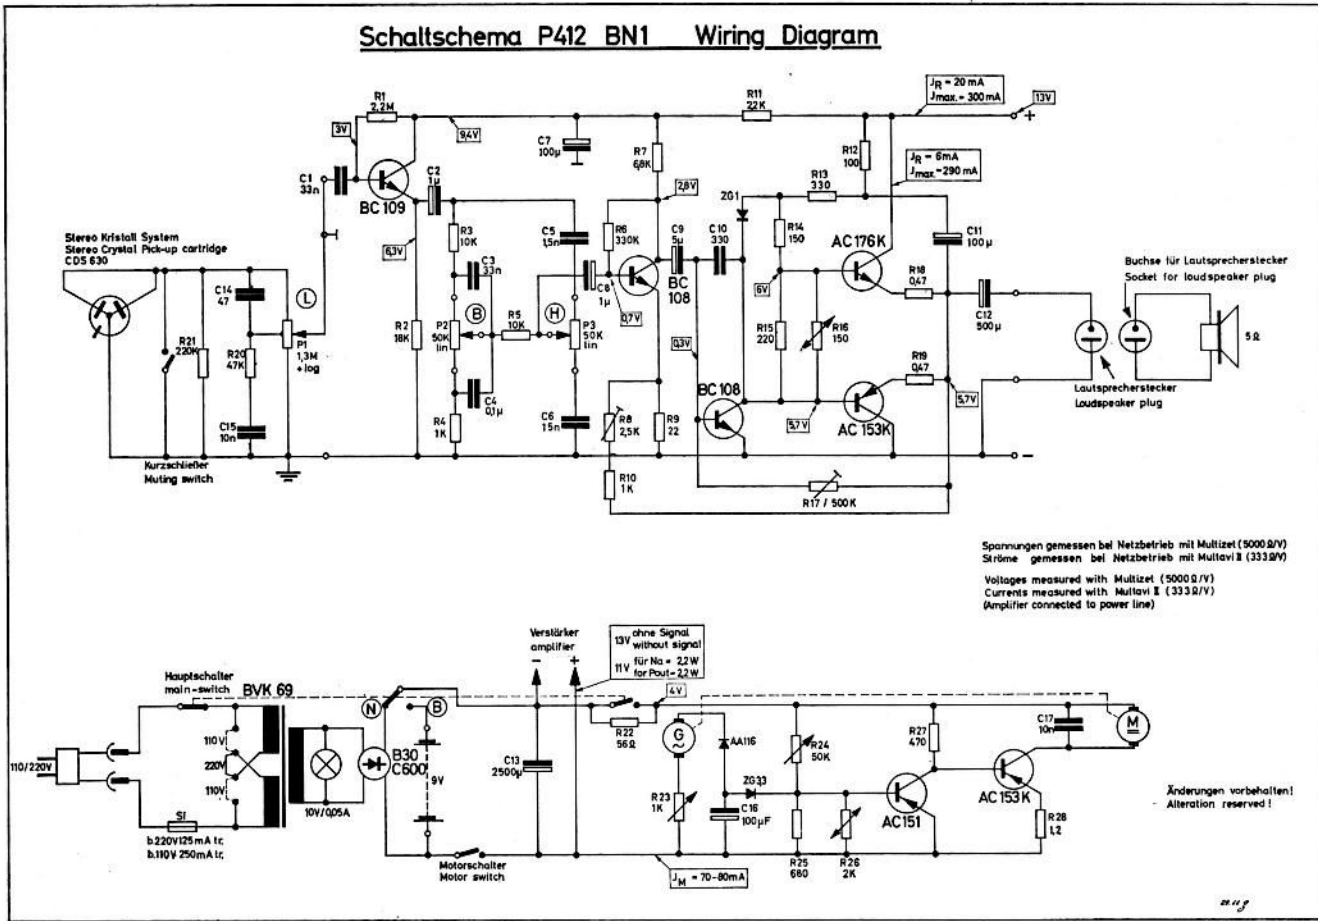 Schaltschema P412 BN1 Wiring Diagram
R1
2,2M
3V
9,4V
C1
33n
BC 109
C2
1µ
C7
100µ
R7
6,8K
R11
22K
JR = 20 mA
Jmax. = 300 mA
13V
+
R12
100
JR = 6mA
Jmax. = 290 mA
2,8V
ZG1
R13
330
Stereo Kristall System
Stereo Crystal Pick-up cartridge
CDS 630
6,3V
R3
10K
C3
33n
C5
1,5n
R6
330K
C9
5µ
C10
330
BC
108
R14
150
AC 176K
C11
100µ
Buchse für Lautsprecherstecker
Socket for loudspeaker plug
C14
47
L
R21
220K
R20
47K
P1
1,3M
+log
R2
18K
P2
50K
lin
B
R5
10K
H
C8
1µ
P3
50K
lin
0,7V
0,3V
6V
R15
220
R16
150
R18
0,47
C12
500µ
5Ω
R19
0,47
Lautsprecherstecker
Loudspeaker plug
C15
10n
C4
0,1µ
R4
1K
C6
15n
R8
2,5K
R9
22
BC108
5,7V
AC 153K
5,7V
-
Kurzschließer
Muting switch
R10
1K
R17 / 500K
Spannungen gemessen bei Netzbetrieb mit Multizet (5000Ω/V)
Ströme gemessen bei Netzbetrieb mit Multavi II (333Ω/V)
Voltages measured with Multizet (5000Ω/V)
Currents measured with Multavi II (333Ω/V)
(Amplifier connected to power line)
Hauptschalter
main-switch
BVK 69
Verstärker
amplifier
- +
13V ohne Signal
without signal
11V für Na = 2,2W
for Pout = 2,2W
4V
N
B
110V
220V
110V
110/220V
Si
b.220V125mA tr.
b.110V 250mA tr.
10V/0,05A
B30
C600
9V
C13
2500µ
R22
56Ω
G
~
AA116
R23
1K
ZG33
C16
100µF
R24
50K
R25
680
R26
2K
R27
470
AC151
AC153K
C17
10n
M
R28
1,2
Motorschalter
Motor switch
JM = 70-80mA
Änderungen vorbehalten!
Alteration reserved!